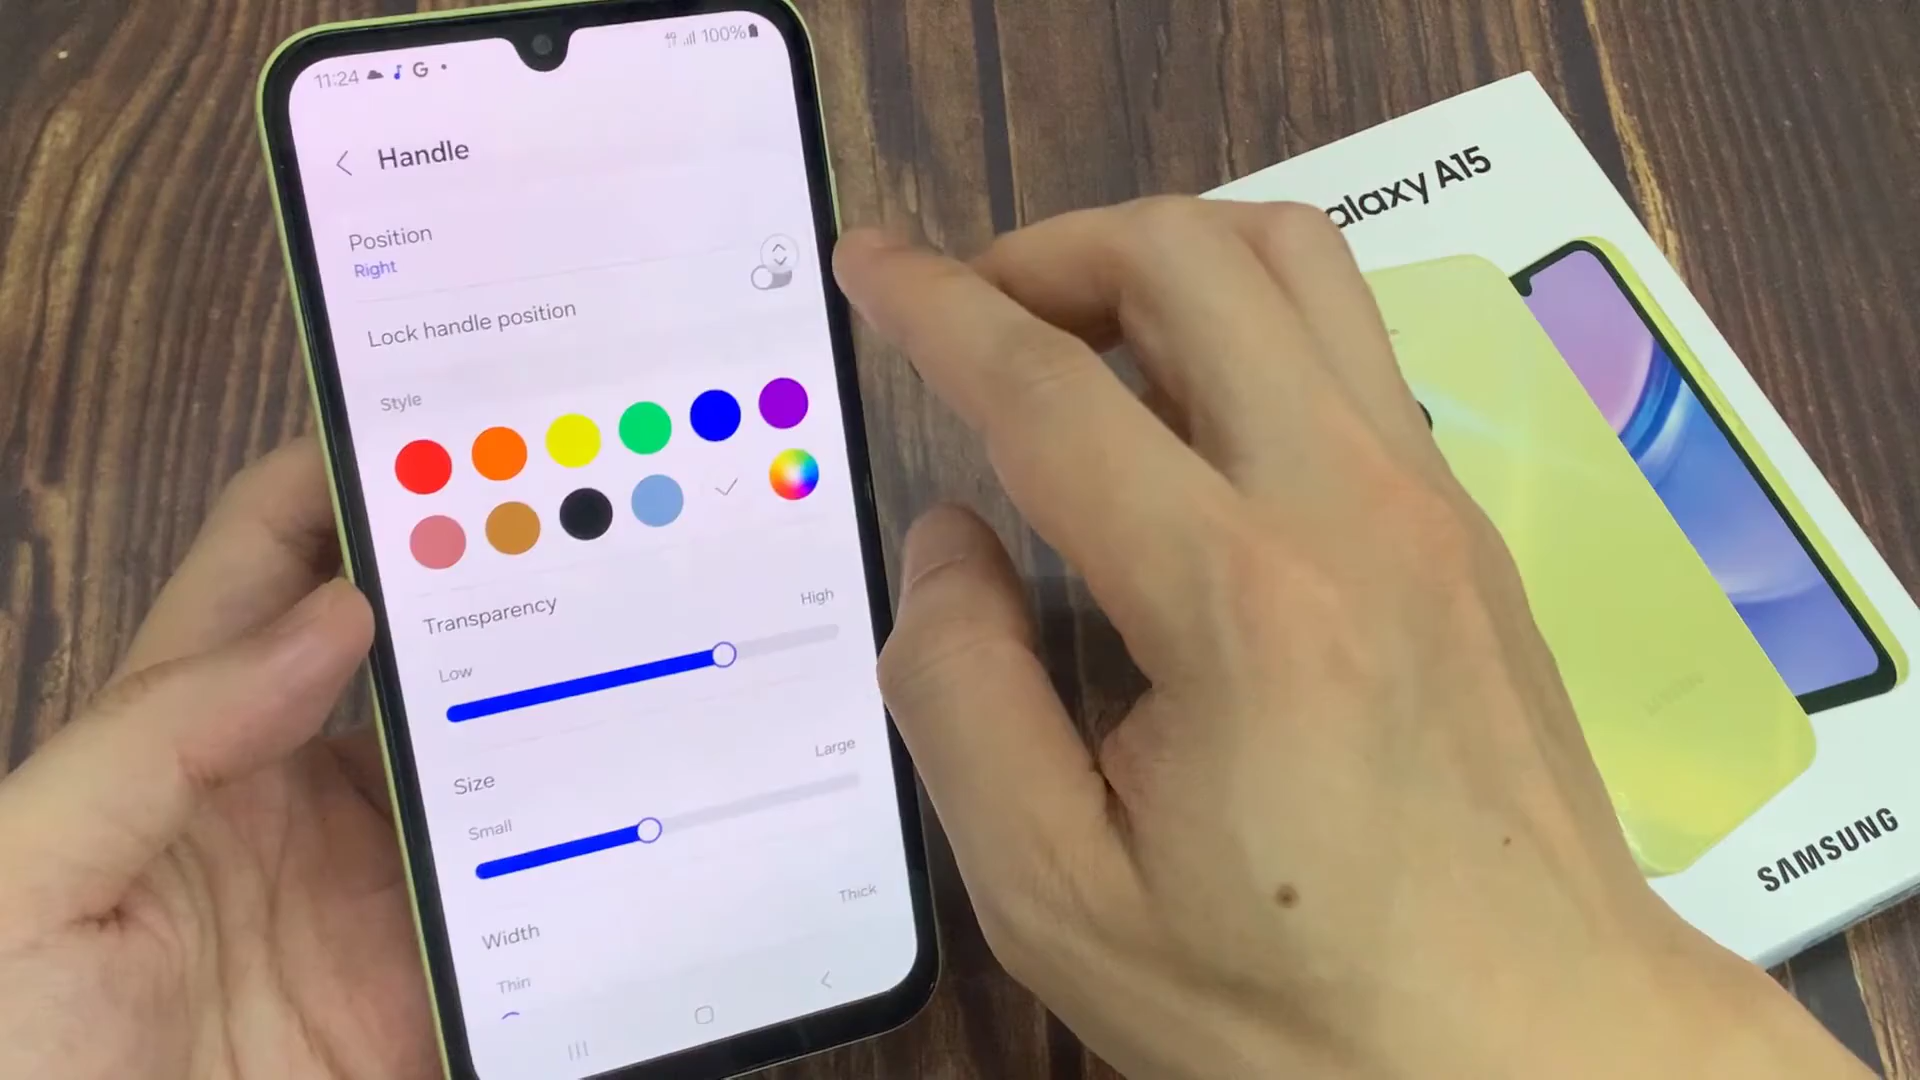 11:24
4G 100%
Handle
Position
Right
Lock handle position
Style
Transparency
High
Low
Size
Large
Small
Width
Thick
Thin
alaxy A15
SAMSUNG